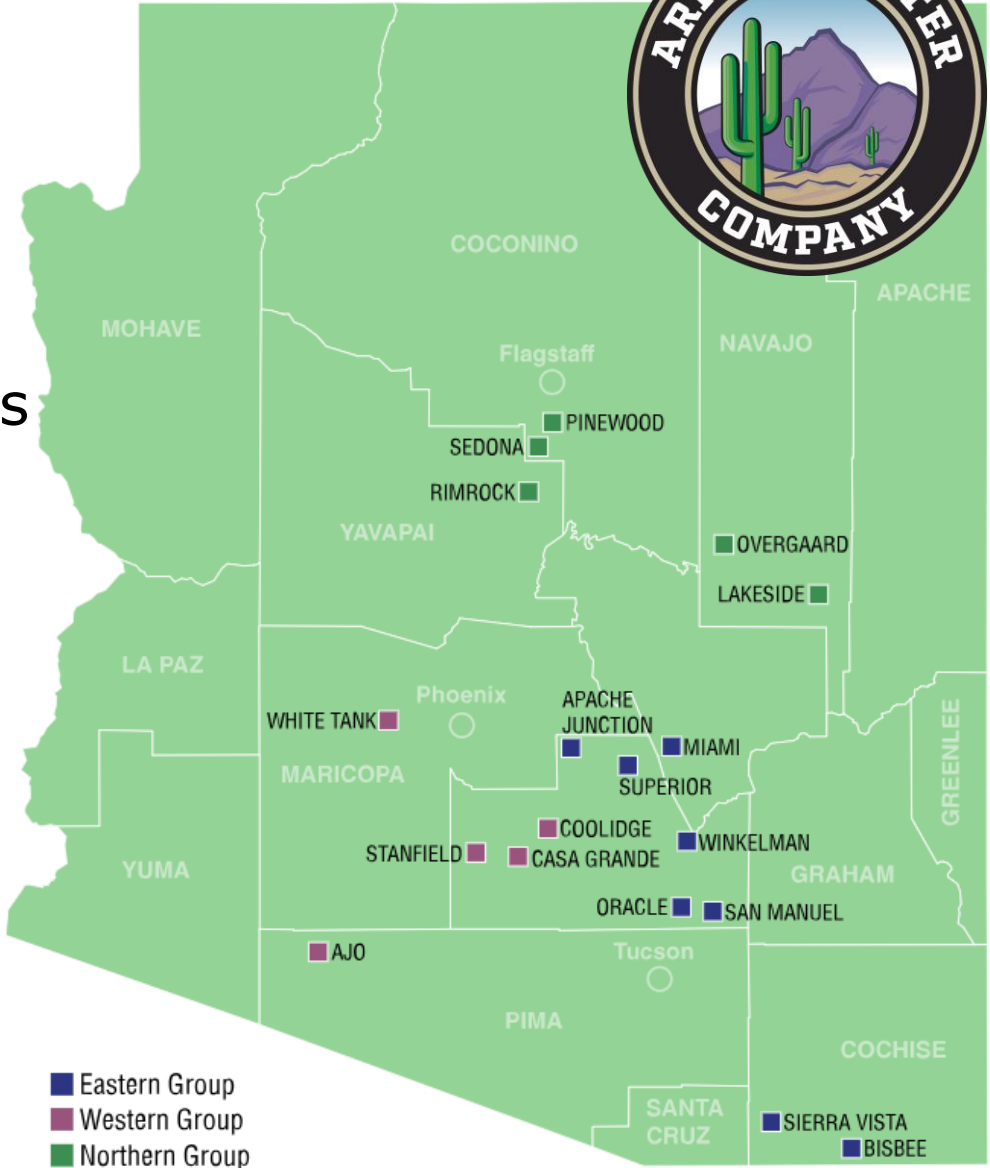 COMPANY
COCONINO
APACHE
MOHAVE
NAVAJO
Flagstaff
s
PINEWOOD
SEDONA
RIMROCK
YAVAPAI
OVERGAARD
LAKESIDE
LA PAZ
Phoenix
APACHE
JUNCTION
WHITE TANK
MIAMI
GREENLEE
MARICOPA
SUPERIOR
COOLIDGE
STANFIELD
CASA GRANDE
WINKELMAN
YUMA
GRAHAM
ORACLE
SAN MANUEL
AJO
Tucson
PIMA
COCHISE
Eastern Group
Western Group
Northern Group
SANTA
CRUZ
SIERRA VISTA
BISBEE